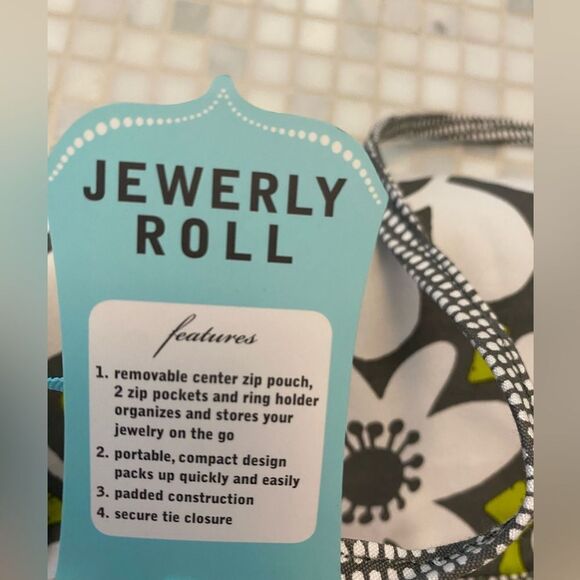 JEWERLY
ROLL
features
1. removable center zip pouch,
2 zip pockets and ring holder
organizes and stores your
jewelry on the go
2. portable, compact design
packs up quickly and easily
3. padded construction
4. secure tie closure